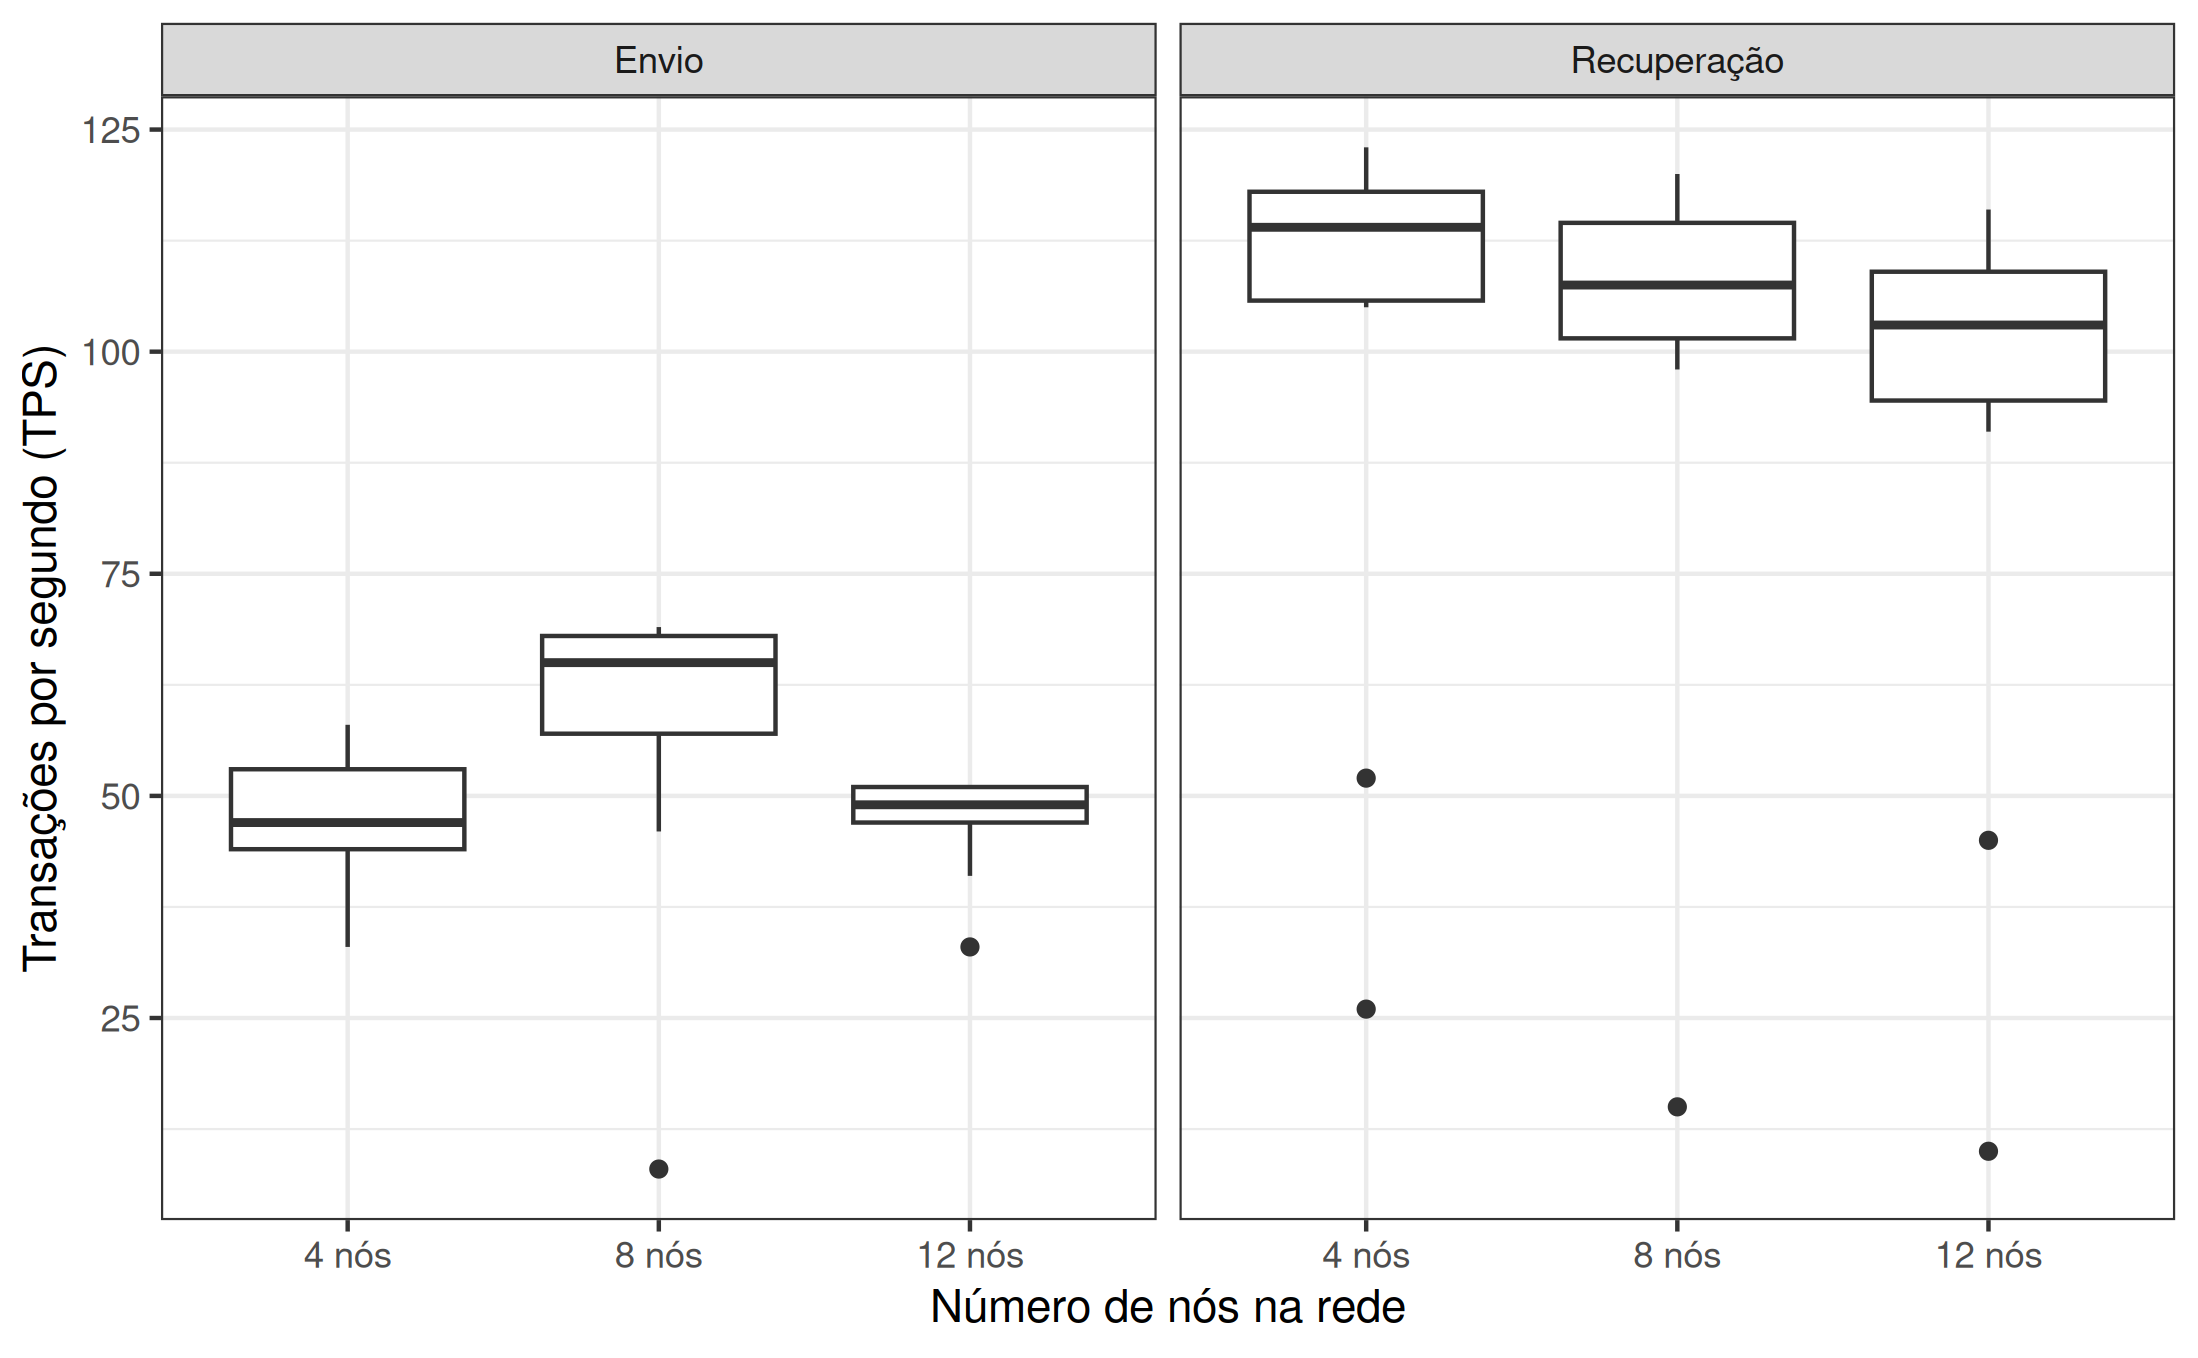 Envio
Recuperação
Transações por segundo (TPS)
125
100
75
50
25
4 nós
8 nós
12 nós
4 nós
8 nós
12 nós
Número de nós na rede